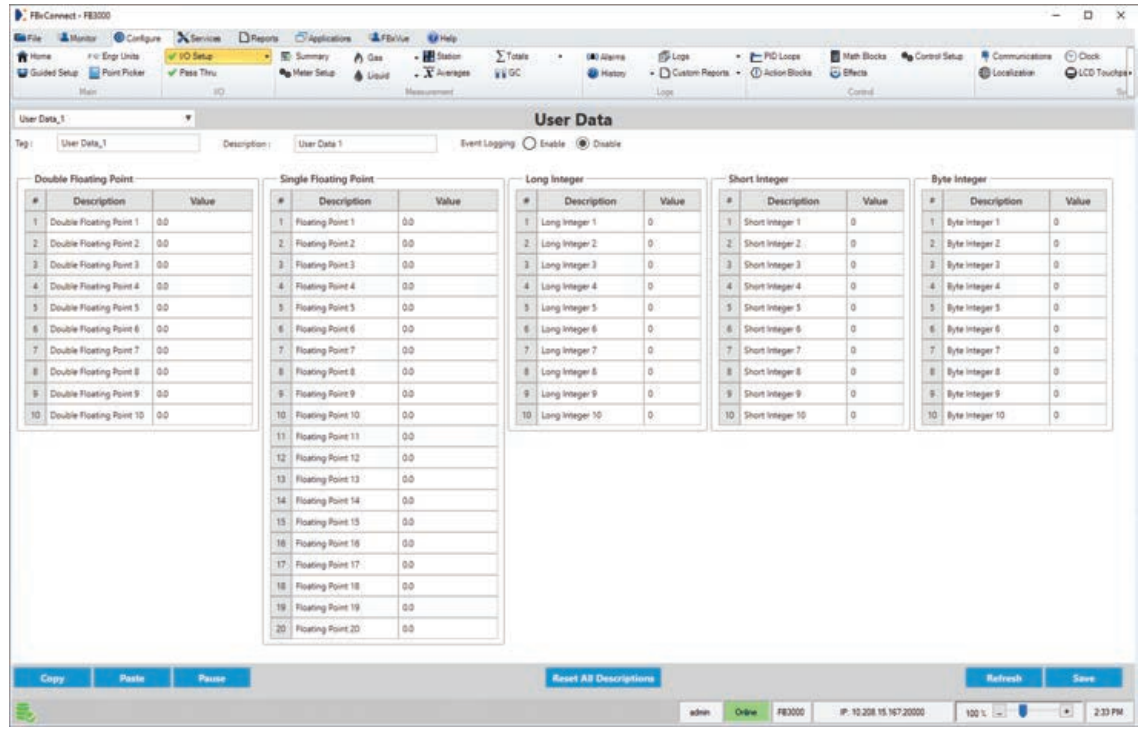 FBxConnect - FB3000
File Monitor Configure Services Reports Applications FBxVue Help
Home Engr Units I/O Setup Summary Gas Station Totals Alarms Logs PID Loops Math Blocks Control Setup Communications Clock
Guided Setup Point Picker Pass Thru Meter Setup Liquid Averages GC History Custom Reports Action Blocks Effects Localization LCD Touchpa
Main I/O Measurement Logs Control
User Data_1 User Data
Tag : User Data_1 Description : User Data 1 Event Logging Enable Disable
Double Floating Point Single Floating Point Long Integer Short Integer Byte Integer
# Description Value # Description Value # Description Value # Description Value # Description Value
1 Double Floating Point 1 0.0 1 Floating Point 1 0.0 1 Long Integer 1 0 1 Short Integer 1 0 1 Byte Integer 1 0
2 Double Floating Point 2 0.0 2 Floating Point 2 0.0 2 Long Integer 2 0 2 Short Integer 2 0 2 Byte Integer 2 0
3 Double Floating Point 3 0.0 3 Floating Point 3 0.0 3 Long Integer 3 0 3 Short Integer 3 0 3 Byte Integer 3 0
4 Double Floating Point 4 0.0 4 Floating Point 4 0.0 4 Long Integer 4 0 4 Short Integer 4 0 4 Byte Integer 4 0
5 Double Floating Point 5 0.0 5 Floating Point 5 0.0 5 Long Integer 5 0 5 Short Integer 5 0 5 Byte Integer 5 0
6 Double Floating Point 6 0.0 6 Floating Point 6 0.0 6 Long Integer 6 0 6 Short Integer 6 0 6 Byte Integer 6 0
7 Double Floating Point 7 0.0 7 Floating Point 7 0.0 7 Long Integer 7 0 7 Short Integer 7 0 7 Byte Integer 7 0
8 Double Floating Point 8 0.0 8 Floating Point 8 0.0 8 Long Integer 8 0 8 Short Integer 8 0 8 Byte Integer 8 0
9 Double Floating Point 9 0.0 9 Floating Point 9 0.0 9 Long Integer 9 0 9 Short Integer 9 0 9 Byte Integer 9 0
10 Double Floating Point 10 0.0 10 Floating Point 10 0.0 10 Long Integer 10 0 10 Short Integer 10 0 10 Byte Integer 10 0
11 Floating Point 11 0.0
12 Floating Point 12 0.0
13 Floating Point 13 0.0
14 Floating Point 14 0.0
15 Floating Point 15 0.0
16 Floating Point 16 0.0
17 Floating Point 17 0.0
18 Floating Point 18 0.0
19 Floating Point 19 0.0
20 Floating Point 20 0.0
Copy Paste Pause Reset All Descriptions Refresh Save
admin Online FB3000 IP: 10.208.15.167:20000 100 % - + 2:33 PM